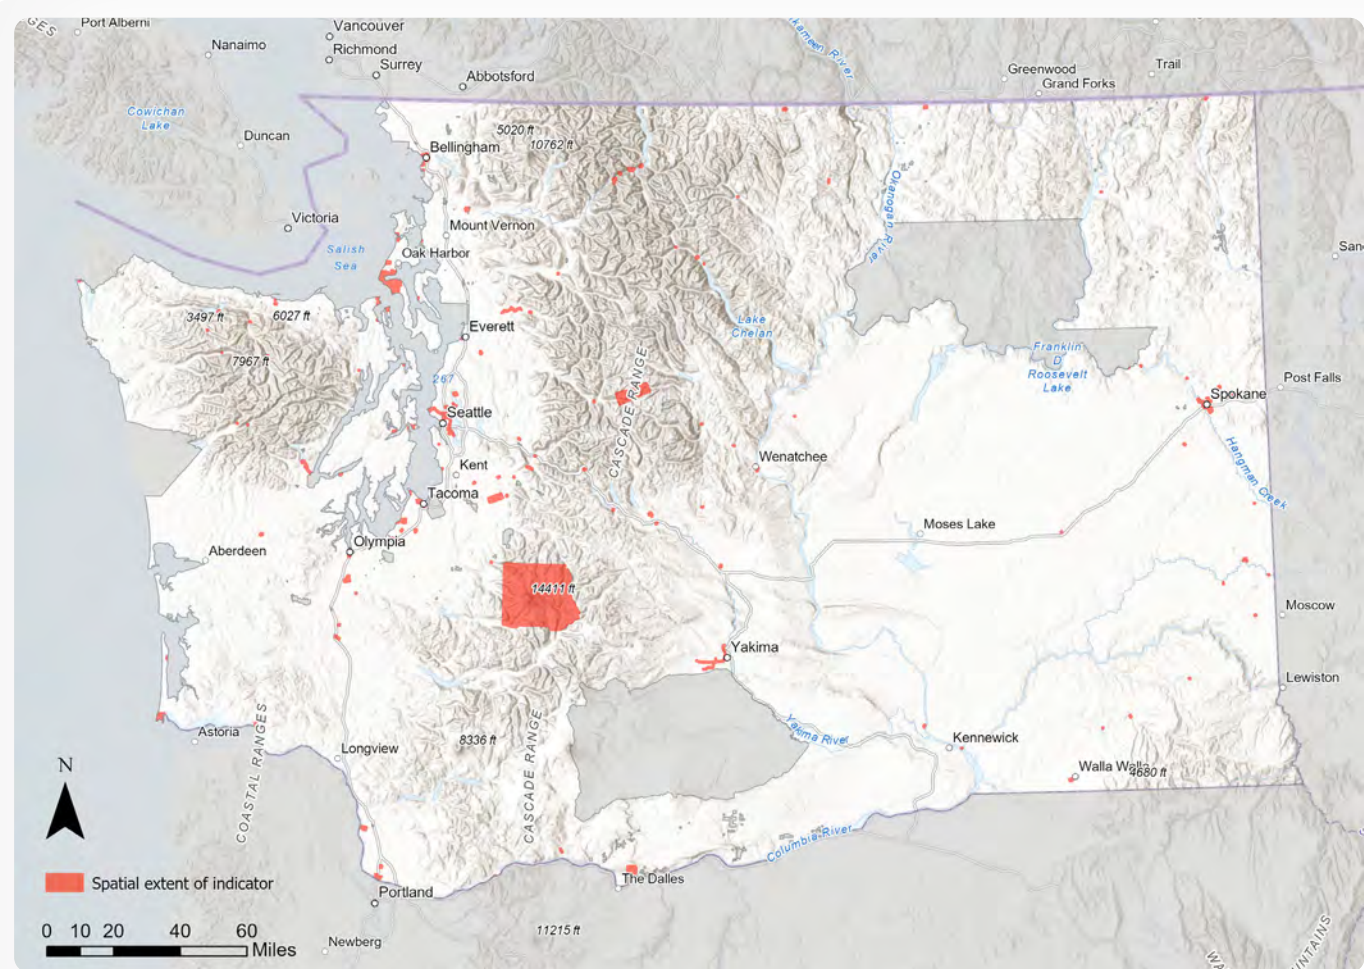 GES
Port Alberni
Vancouver
Nanaimo
Richmond
Surrey
Abbotsford
kameen River
Greenwood
Trail
Grand Forks
Cowichan
Lake
Duncan
5020 ft
10762 ft
Bellingham
Victoria
Mount Vernon
Okanogan River
Salish
Sea
Oak Harbor
San
3497 ft
6027 ft
Everett
Lake
Chelan
7967 ft
267
Franklin
D
Roosevelt
Lake
Post Falls
CASCADE RANGE
Spokane
Seattle
Kent
Wenatchee
Hangman Creek
Tacoma
Moses Lake
Olympia
Aberdeen
14411 ft
Moscow
Yakima
Lewiston
Astoria
COASTAL RANGES
Longview
8336 ft
CASCADE RANGE
Yakima River
Kennewick
Walla Walla
4680 ft
N
Columbia River
Spatial extent of indicator
The Dalles
Portland
0 10 20 40 60
Miles
Newberg
11215 ft
WA
UNTAINS